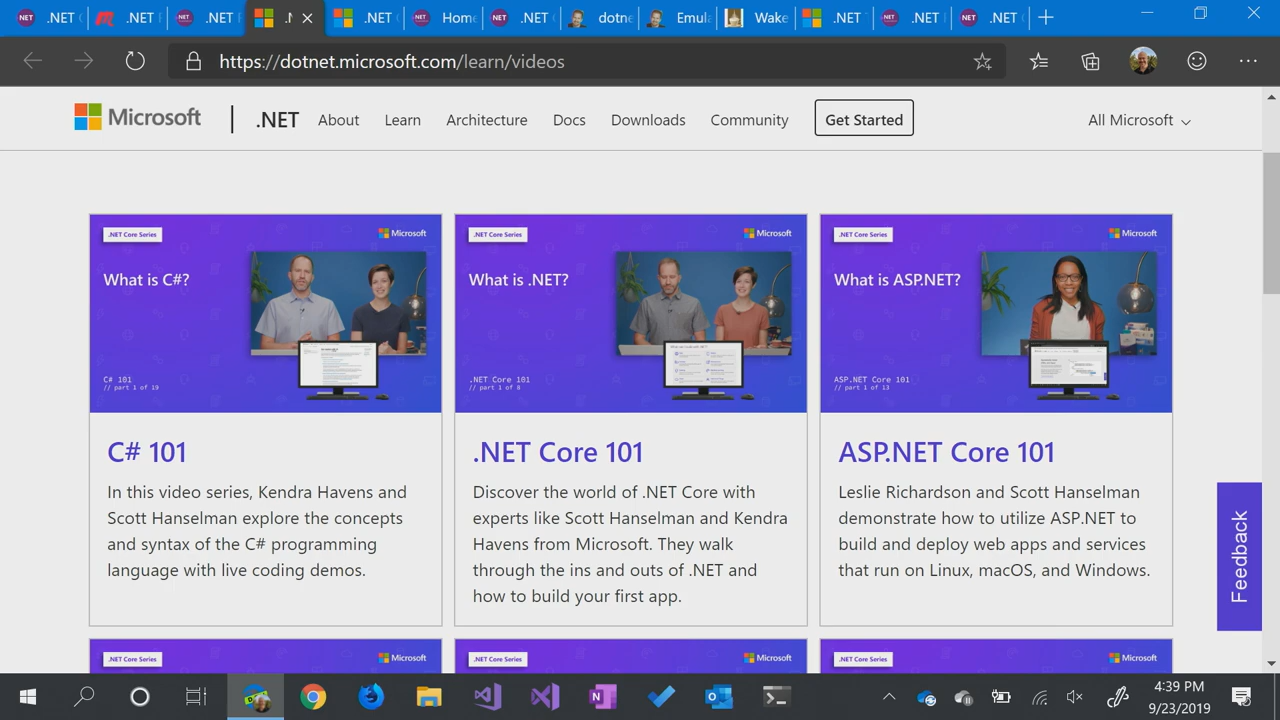 .NET
.NET
.NET
.NET
Home
.NET
dotne
Emula
Wake
.NET
.NET
.NET
https://dotnet.microsoft.com/learn/videos
Microsoft
.NET
About
Learn
Architecture
Docs
Downloads
Community
Get Started
All Microsoft
.NET Core Series
Microsoft
What is C#?
C# 101
// part 1 of 19
.NET Core Series
Microsoft
What is .NET?
.NET Core 101
// part 1 of 8
.NET Core Series
Microsoft
What is ASP.NET?
ASP.NET Core 101
// part 1 of 13
C# 101
In this video series, Kendra Havens and
Scott Hanselman explore the concepts
and syntax of the C# programming
language with live coding demos.
.NET Core 101
Discover the world of .NET Core with
experts like Scott Hanselman and Kendra
Havens from Microsoft. They walk
through the ins and outs of .NET and
how to build your first app.
ASP.NET Core 101
Leslie Richardson and Scott Hanselman
demonstrate how to utilize ASP.NET to
build and deploy web apps and services
that run on Linux, macOS, and Windows.
Feedback
.NET Core Series
Microsoft
.NET Core Series
Microsoft
.NET Core Series
Microsoft
4:39 PM
9/23/2019